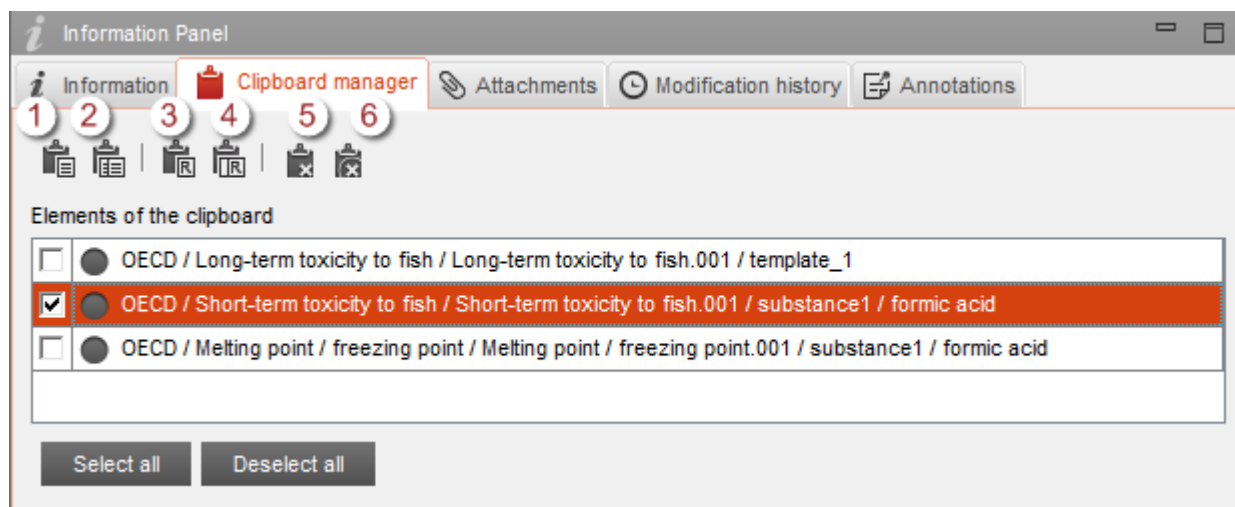 Information Panel
Information Clipboard manager Attachments Modification history Annotations
1 2 3 4 5 6
R R
Elements of the clipboard
OECD / Long-term toxicity to fish / Long-term toxicity to fish.001 / template_1
OECD / Short-term toxicity to fish / Short-term toxicity to fish.001 / substance1 / formic acid
OECD / Melting point / freezing point / Melting point / freezing point.001 / substance1 / formic acid
Select all Deselect all